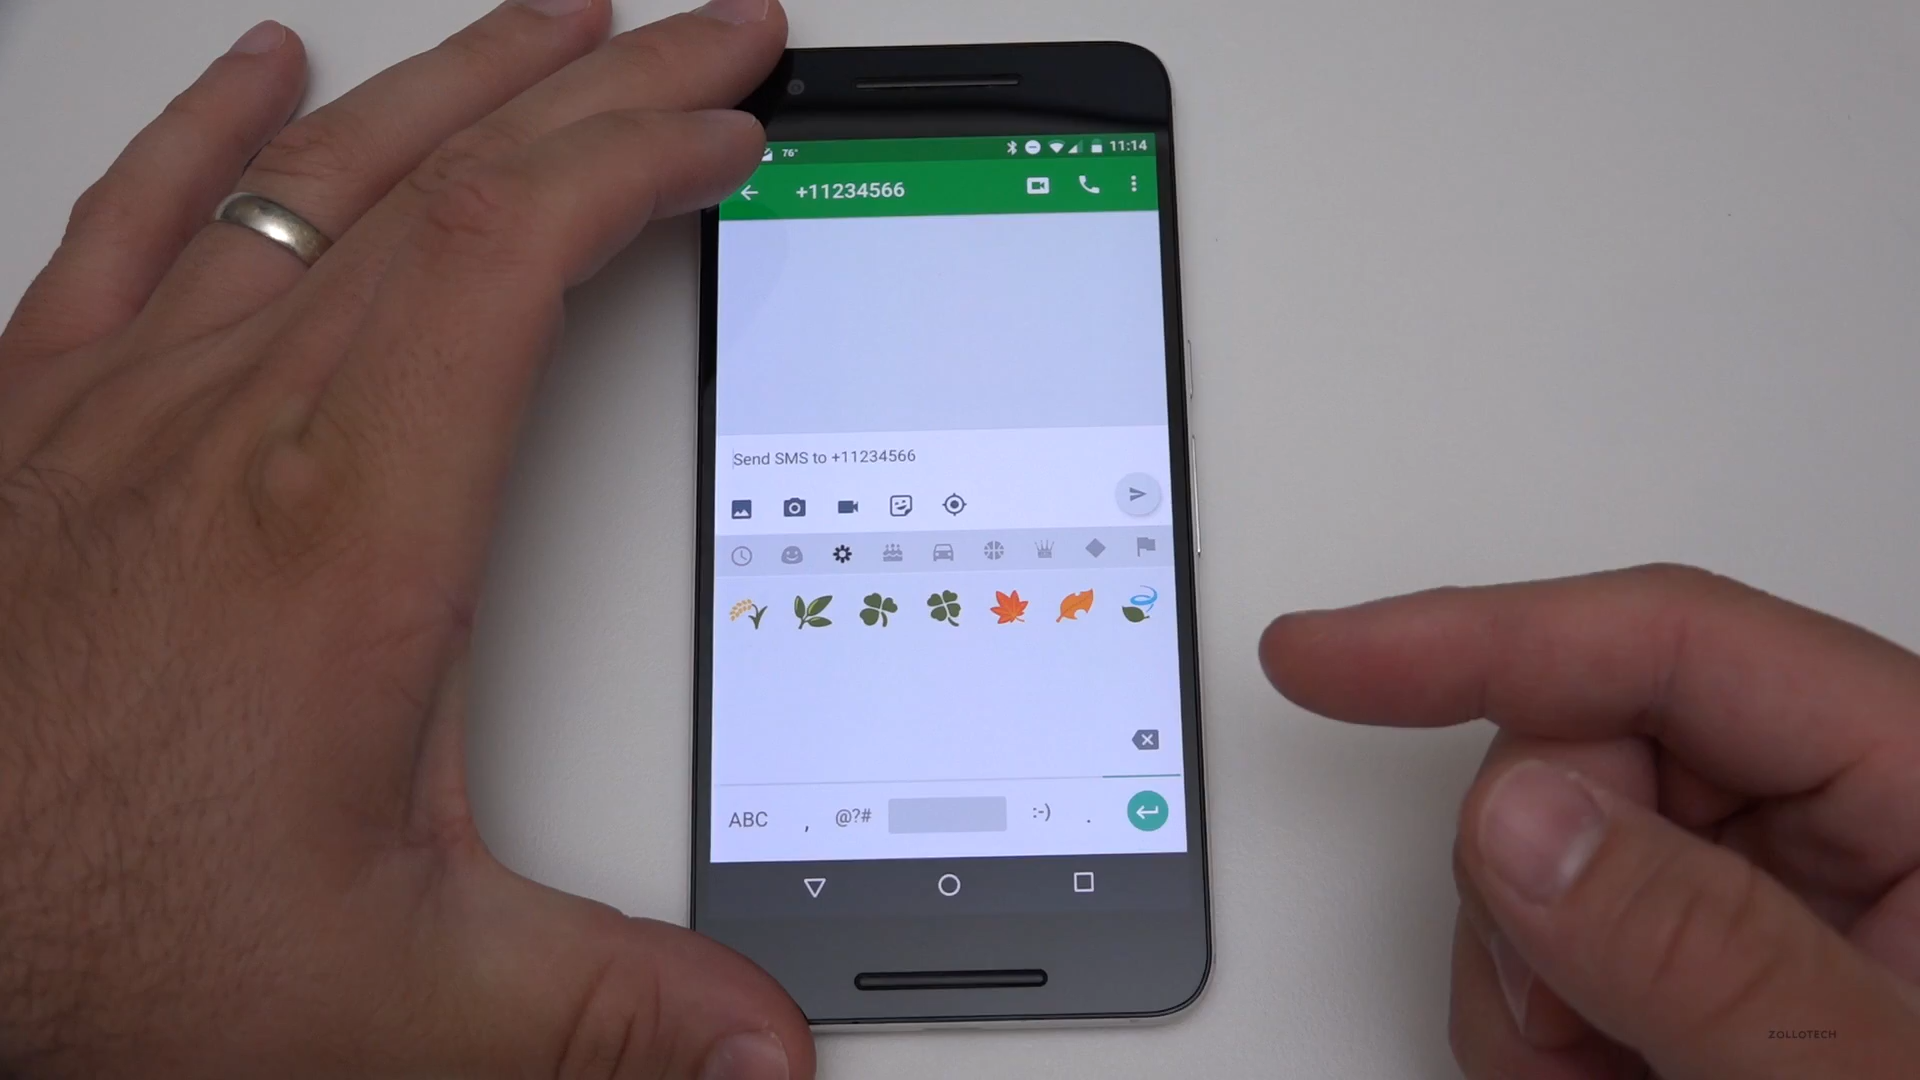 76° 11:14
+11234566
Send SMS to +11234566
ABC , @?# :-) .
ZOLLOTECH